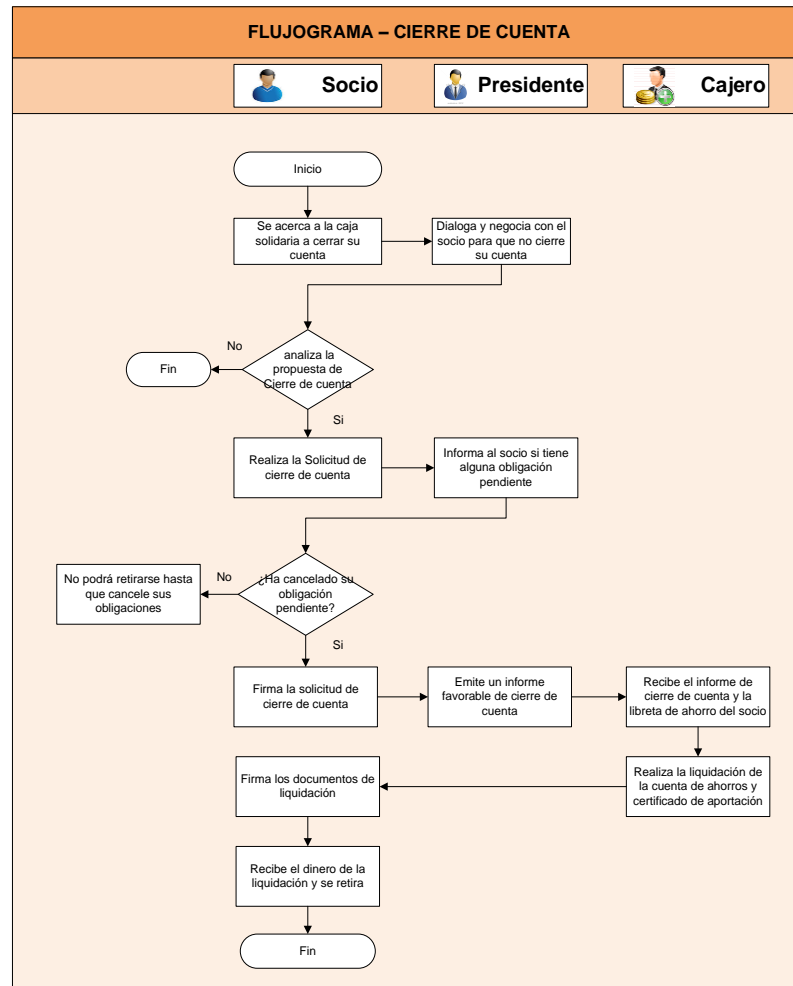 FLUJOGRAMA – CIERRE DE CUENTA
Socio
Presidente
Cajero
Inicio
Se acerca a la caja
solidaria a cerrar su
cuenta
Dialoga y negocia con el
socio para que no cierre
su cuenta
No
Fin
analiza la
propuesta de
Cierre de cuenta
Si
Realiza la Solicitud de
cierre de cuenta
Informa al socio si tiene
alguna obligación
pendiente
No podrá retirarse hasta
que cancele sus
obligaciones
No
¿Ha cancelado su
obligación
pendiente?
Si
Firma la solicitud de
cierre de cuenta
Emite un informe
favorable de cierre de
cuenta
Recibe el informe de
cierre de cuenta y la
libreta de ahorro del socio
Firma los documentos de
liquidación
Realiza la liquidación de
la cuenta de ahorros y
certificado de aportación
Recibe el dinero de la
liquidación y se retira
Fin